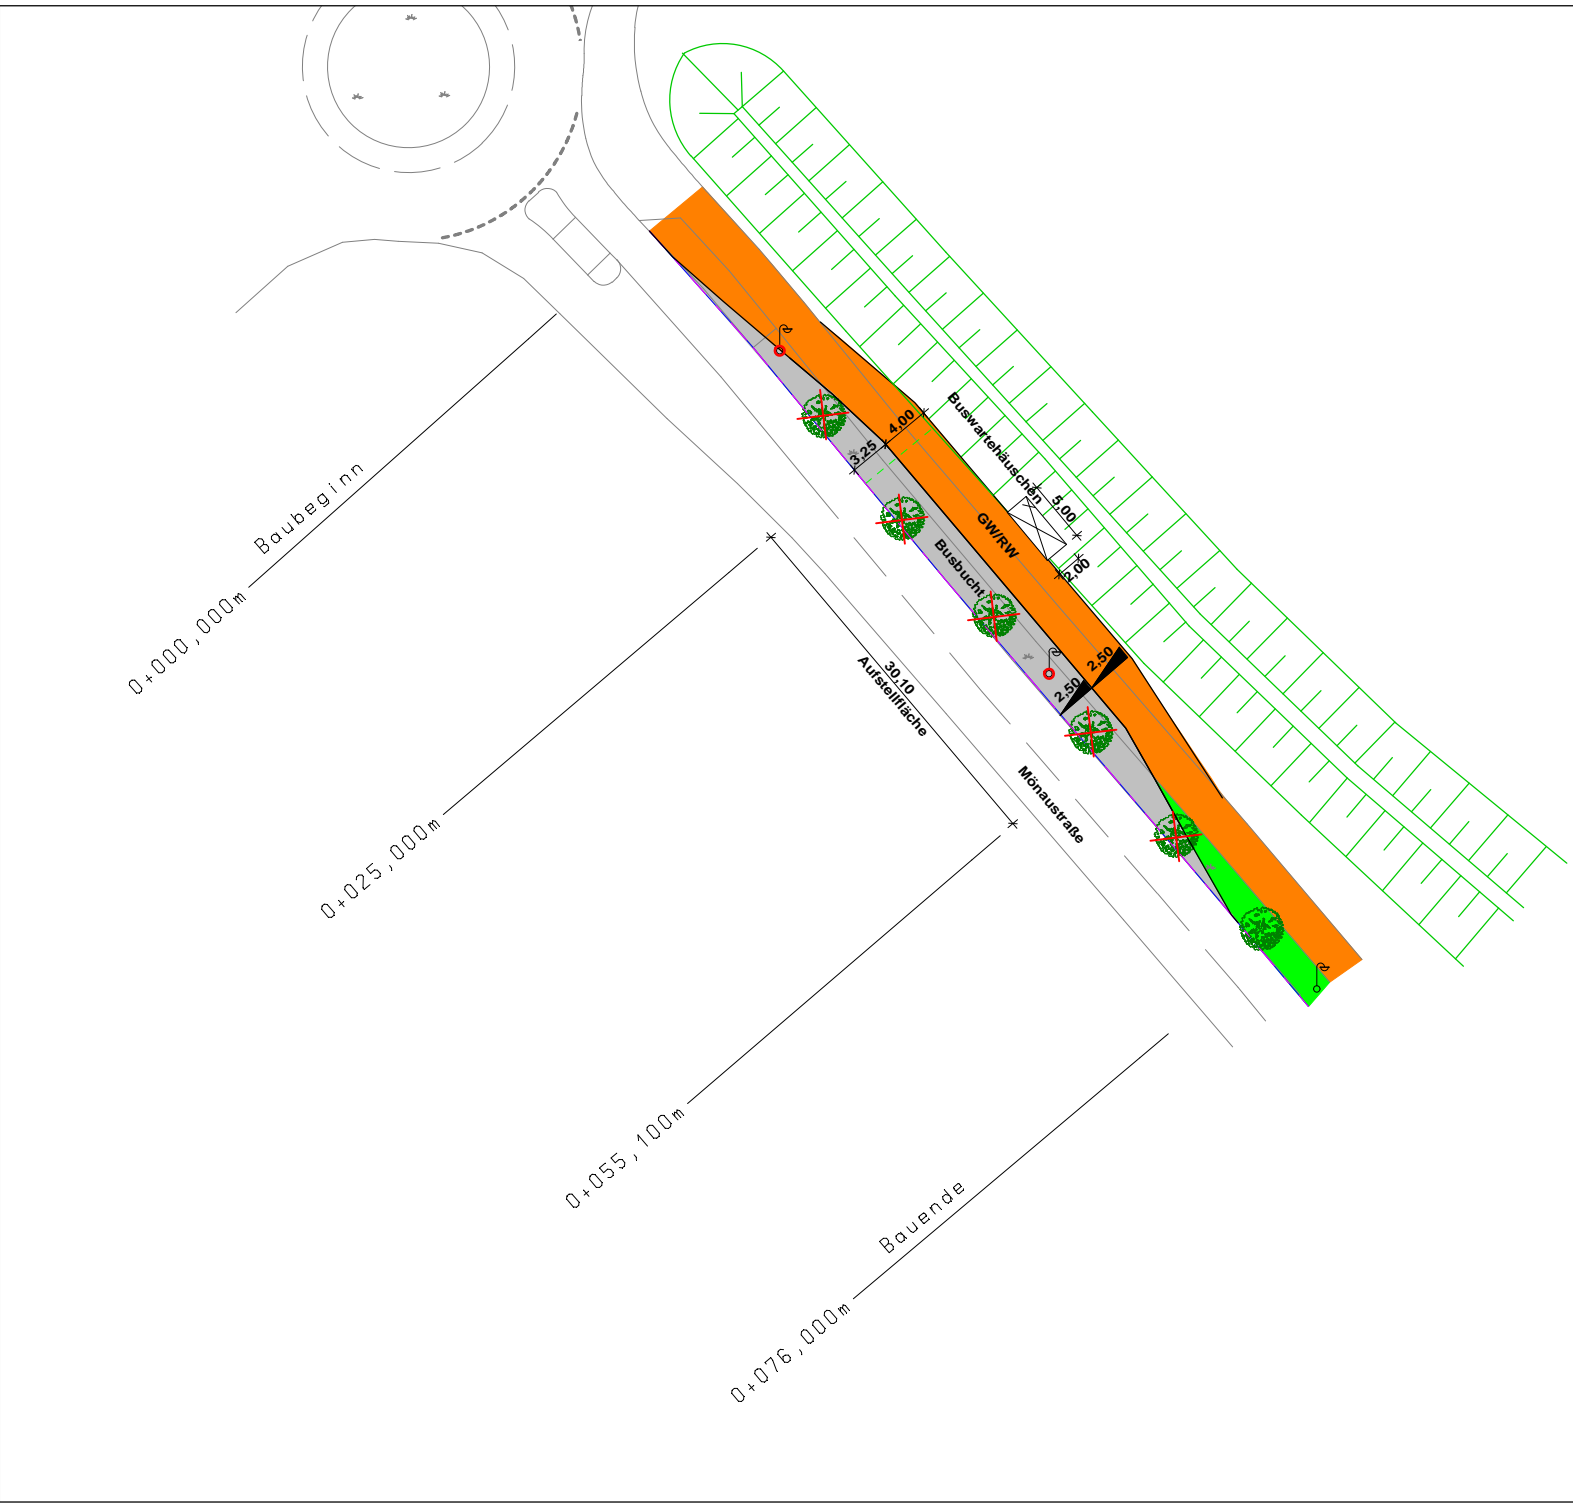 Buswartehäuschen
4,00
3,25
5,00
GW/RW
2,00
Busbucht
2,50
2,50
Baubeginn
0+000,000m
30,10
Aufstellfläche
Mönaustraße
0+025,000m
0+055,100m
Bauende
0+076,000m